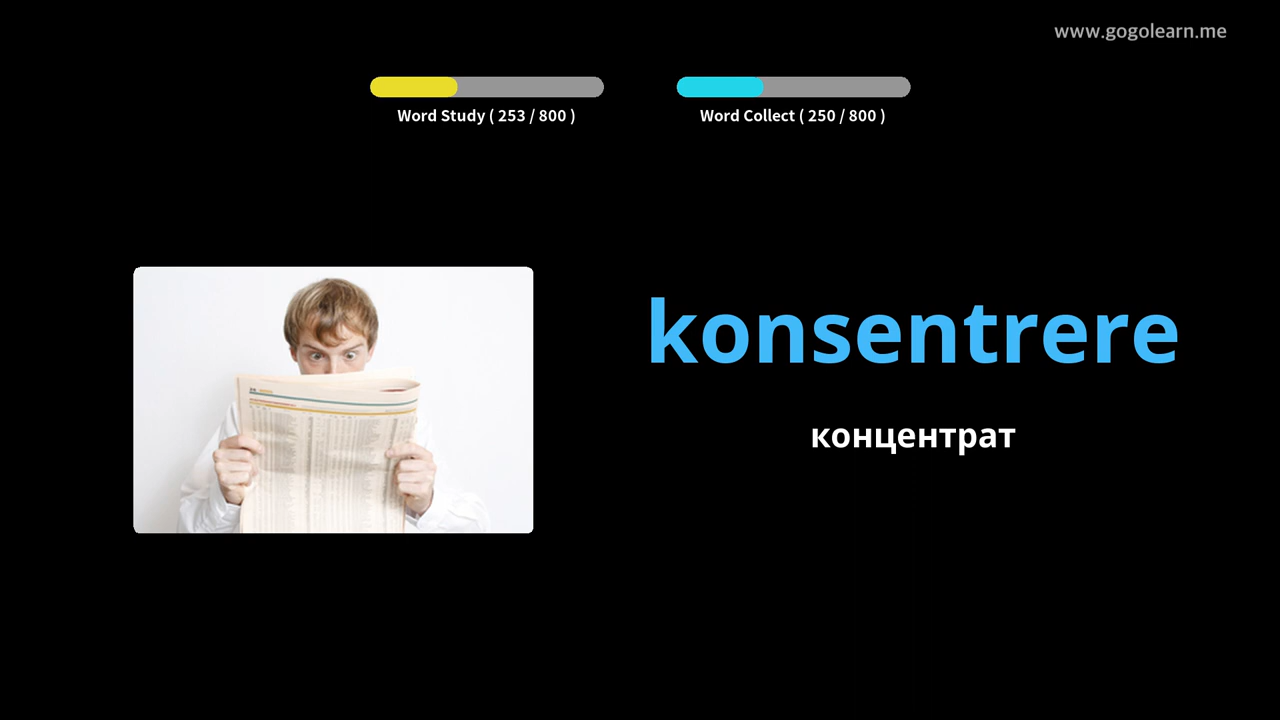 www.gogolearn.me
Word Study ( 253 / 800 )
Word Collect ( 250 / 800 )
konsentrere
концентрат